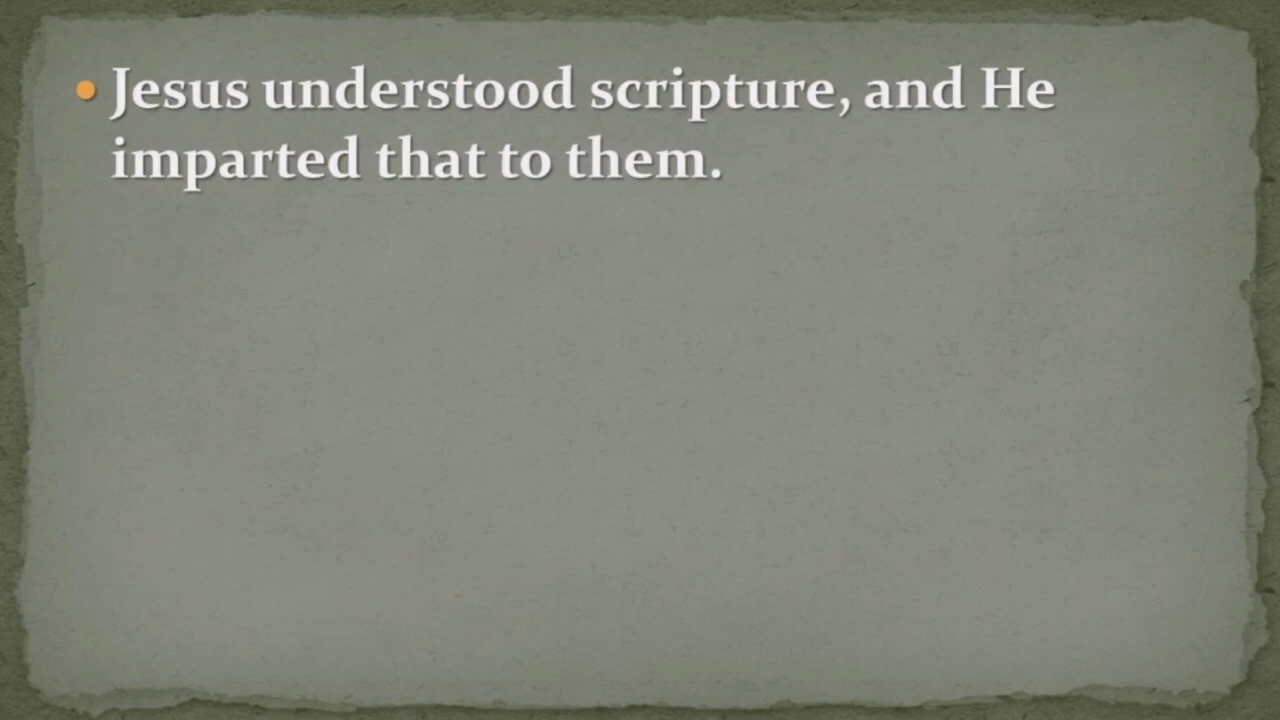 • Jesus understood scripture, and He
imparted that to them.